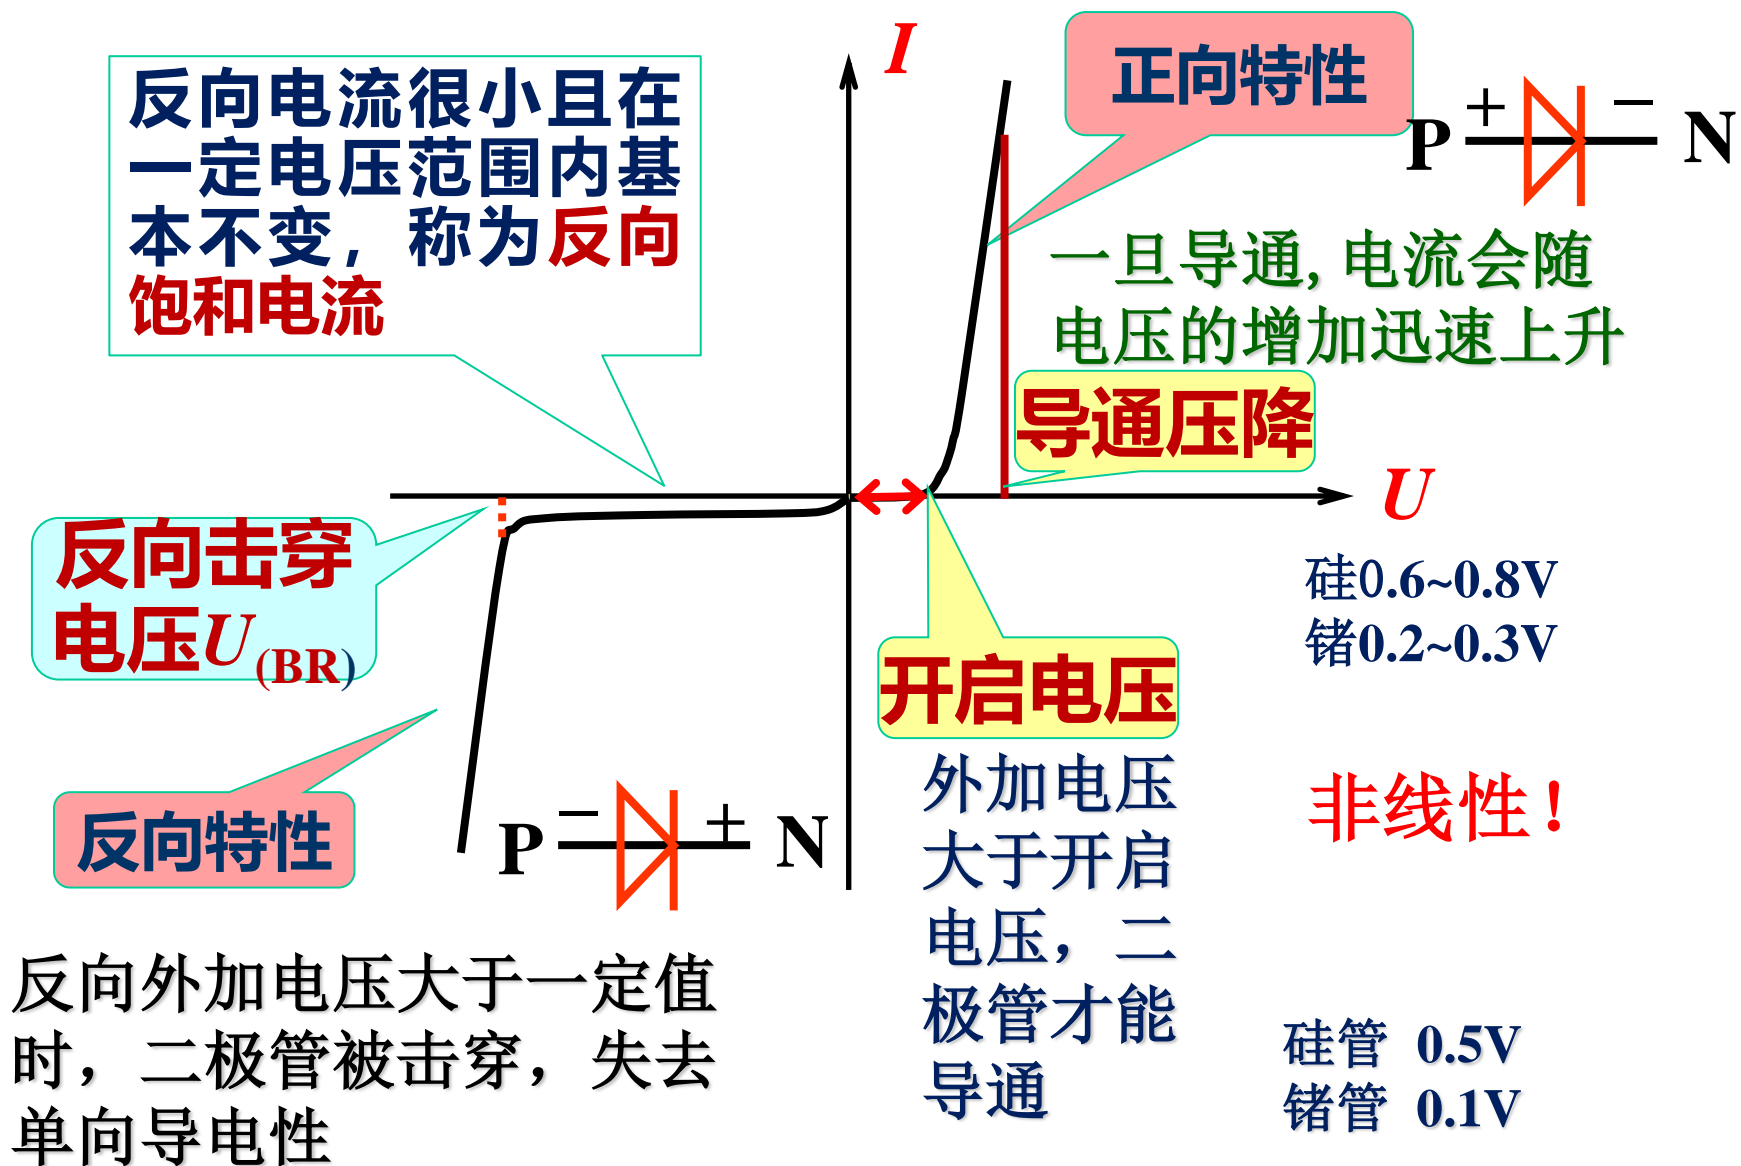 I
正向特性
反向电流很小且在
一定电压范围内基
本不变，称为反向
饱和电流
P + − N
一旦导通,电流会随
电压的增加迅速上升
导通压降
U
反向击穿
电压U(BR)
硅0.6~0.8V
锗0.2~0.3V
开启电压
外加电压
大于开启
电压，二
极管才能
导通
非线性！
反向特性
P − + N
反向外加电压大于一定值
时，二极管被击穿，失去
单向导电性
硅管 0.5V
锗管 0.1V